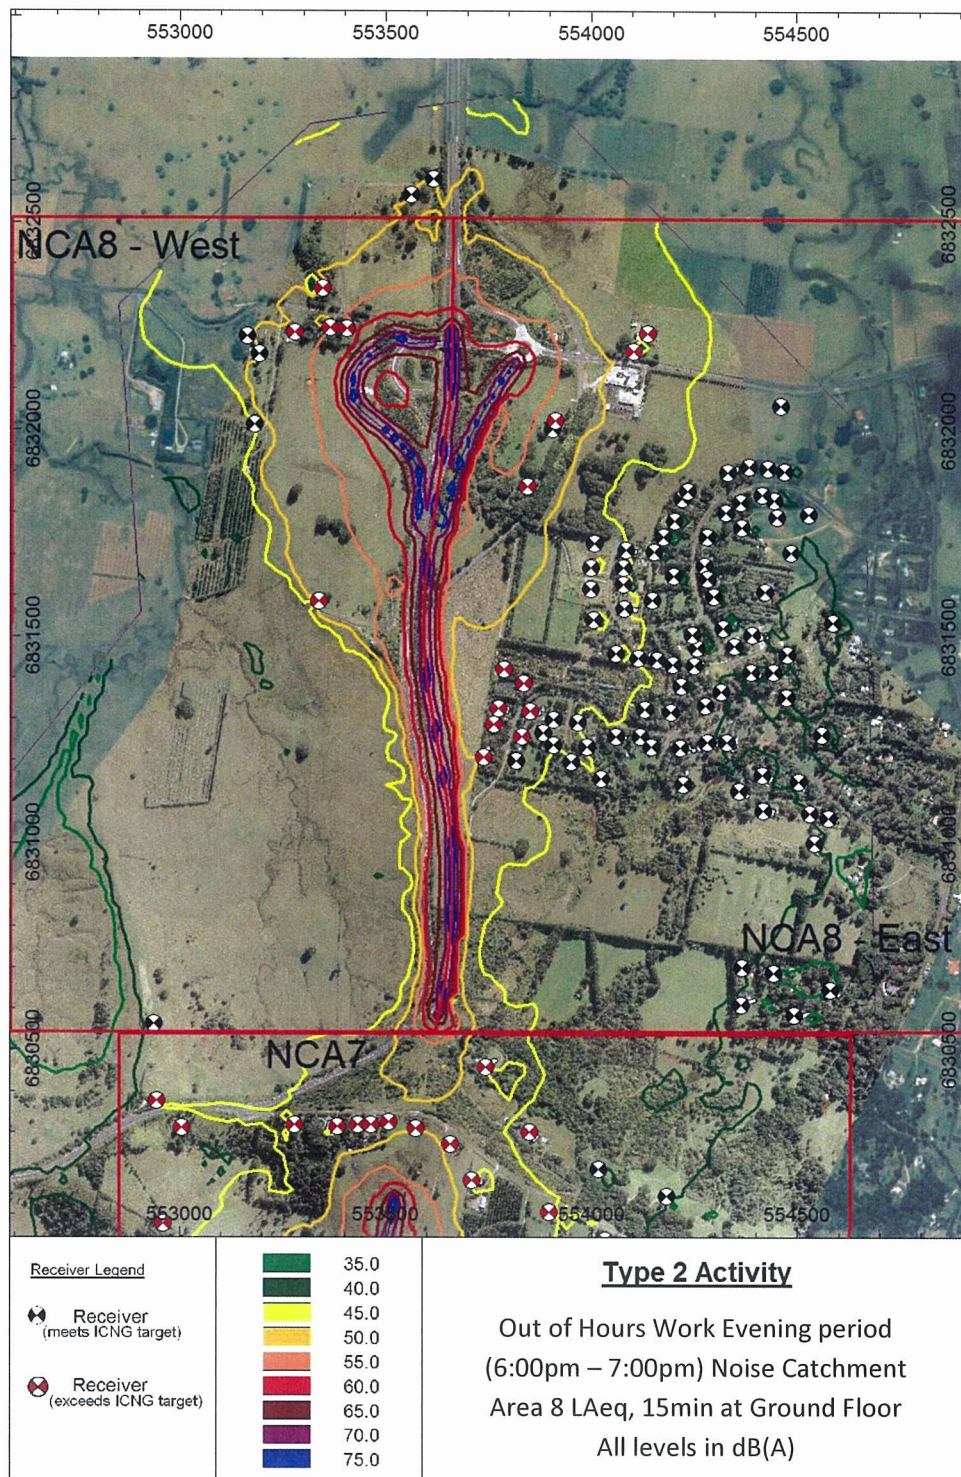 553000 553500 554000 554500
6832500 6832500
NCA8 - West
6832000 6832000
6831500 6831500
6831000 6831000
NCA8 - East
6830500 6830500
NCA7
553000 553500 554000 554500
Receiver Legend
Receiver
(meets ICNG target)
Receiver
(exceeds ICNG target)
35.0
40.0
45.0
50.0
55.0
60.0
65.0
70.0
75.0
Type 2 Activity
Out of Hours Work Evening period
(6:00pm – 7:00pm) Noise Catchment
Area 8 LAeq, 15min at Ground Floor
All levels in dB(A)